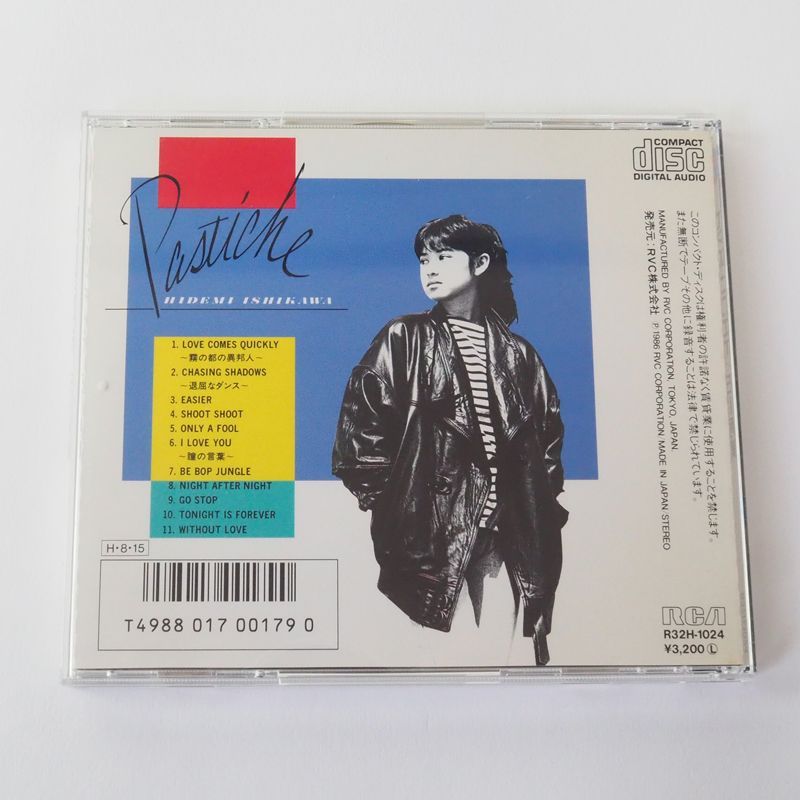 Pastiche
HIDEMI ISHIKAWA
1. LOVE COMES QUICKLY
～霧の都の異邦人～
2. CHASING SHADOWS
～退屈なダンス～
3. EASIER
4. SHOOT SHOOT
5. ONLY A FOOL
6. I LOVE YOU
～瞳の言葉～
7. BE BOP JUNGLE
8. NIGHT AFTER NIGHT
9. GO STOP
10. TONIGHT IS FOREVER
11. WITHOUT LOVE
H・8・15
T4988 017 00179 0
COMPACT
disc
DIGITAL AUDIO
このコンパクト・ディスクは権利者の許諾なく賃貸業に使用することを禁じます。
また無断でテープその他に録音することは法律で禁じられています。
MANUFACTURED BY RVC CORPORATION, TOKYO, JAPAN.
発売元：RVC株式会社 ℗1986 RVC CORPORATION MADE IN JAPAN STEREO
RCA
R32H-1024
¥3,200 Ⓛ